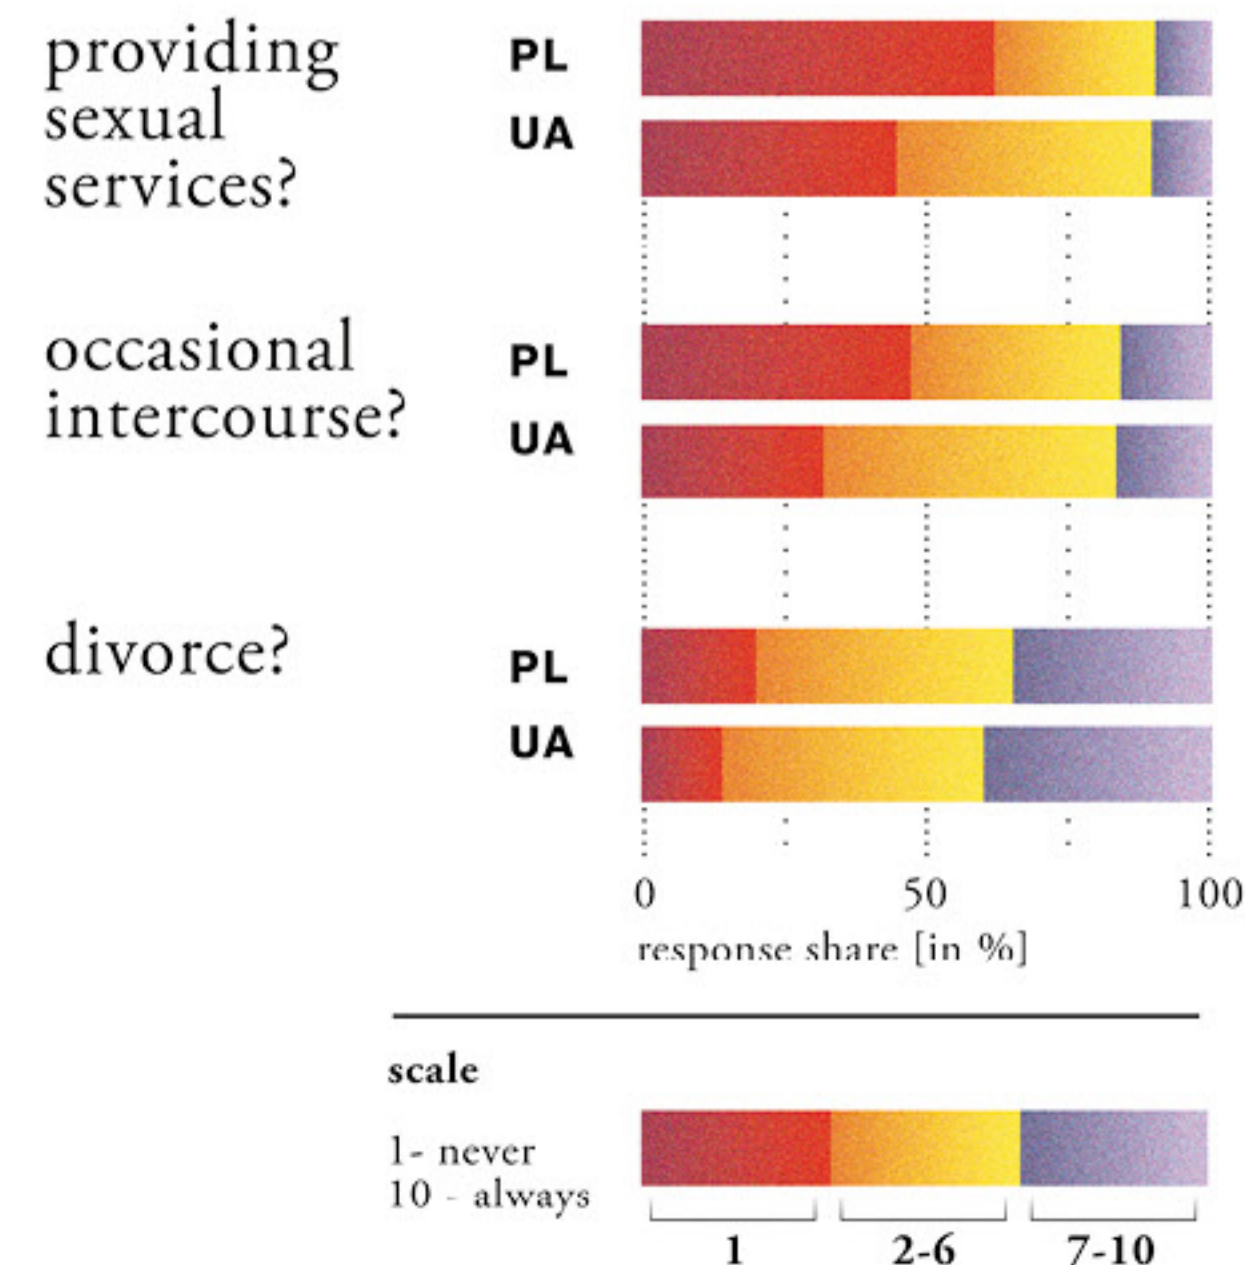 providing
sexual
services?
PL
UA
occasional
intercourse?
PL
UA
divorce?
PL
UA
0 50 100
response share [in %]
scale
1- never
10 - always
1 2-6 7-10